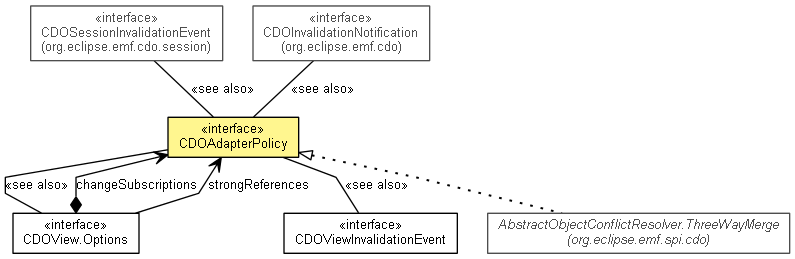 «interface»
CDOSessionInvalidationEvent
(org.eclipse.emf.cdo.session)
«interface»
CDOInvalidationNotification
(org.eclipse.emf.cdo)
«see also»
«see also»
«interface»
CDOAdapterPolicy
«see also»
changeSubscriptions
strongReferences
«see also»
«interface»
CDOView.Options
«interface»
CDOViewInvalidationEvent
AbstractObjectConflictResolver.ThreeWayMerge
(org.eclipse.emf.spi.cdo)